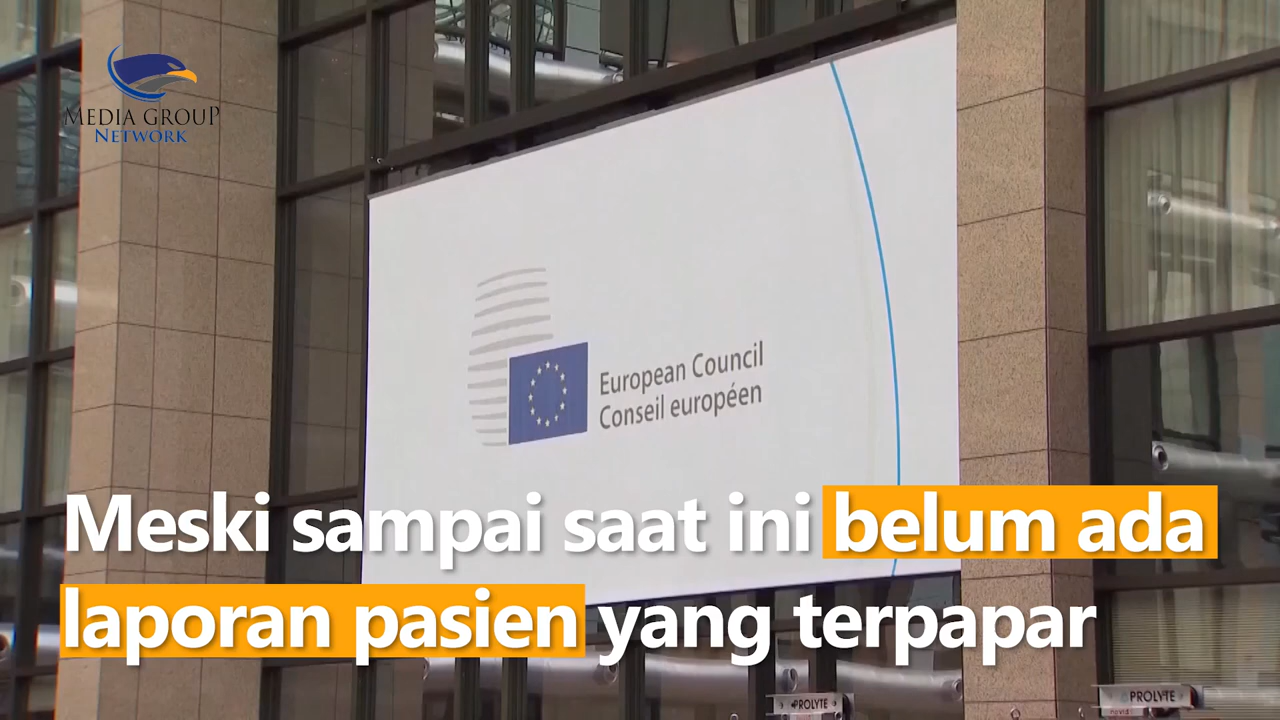 MEDIA GROUP
NETWORK
European Council
Conseil européen
Meski sampai saat ini belum ada
laporan pasien yang terpapar
PROLYTE
PROLYTE